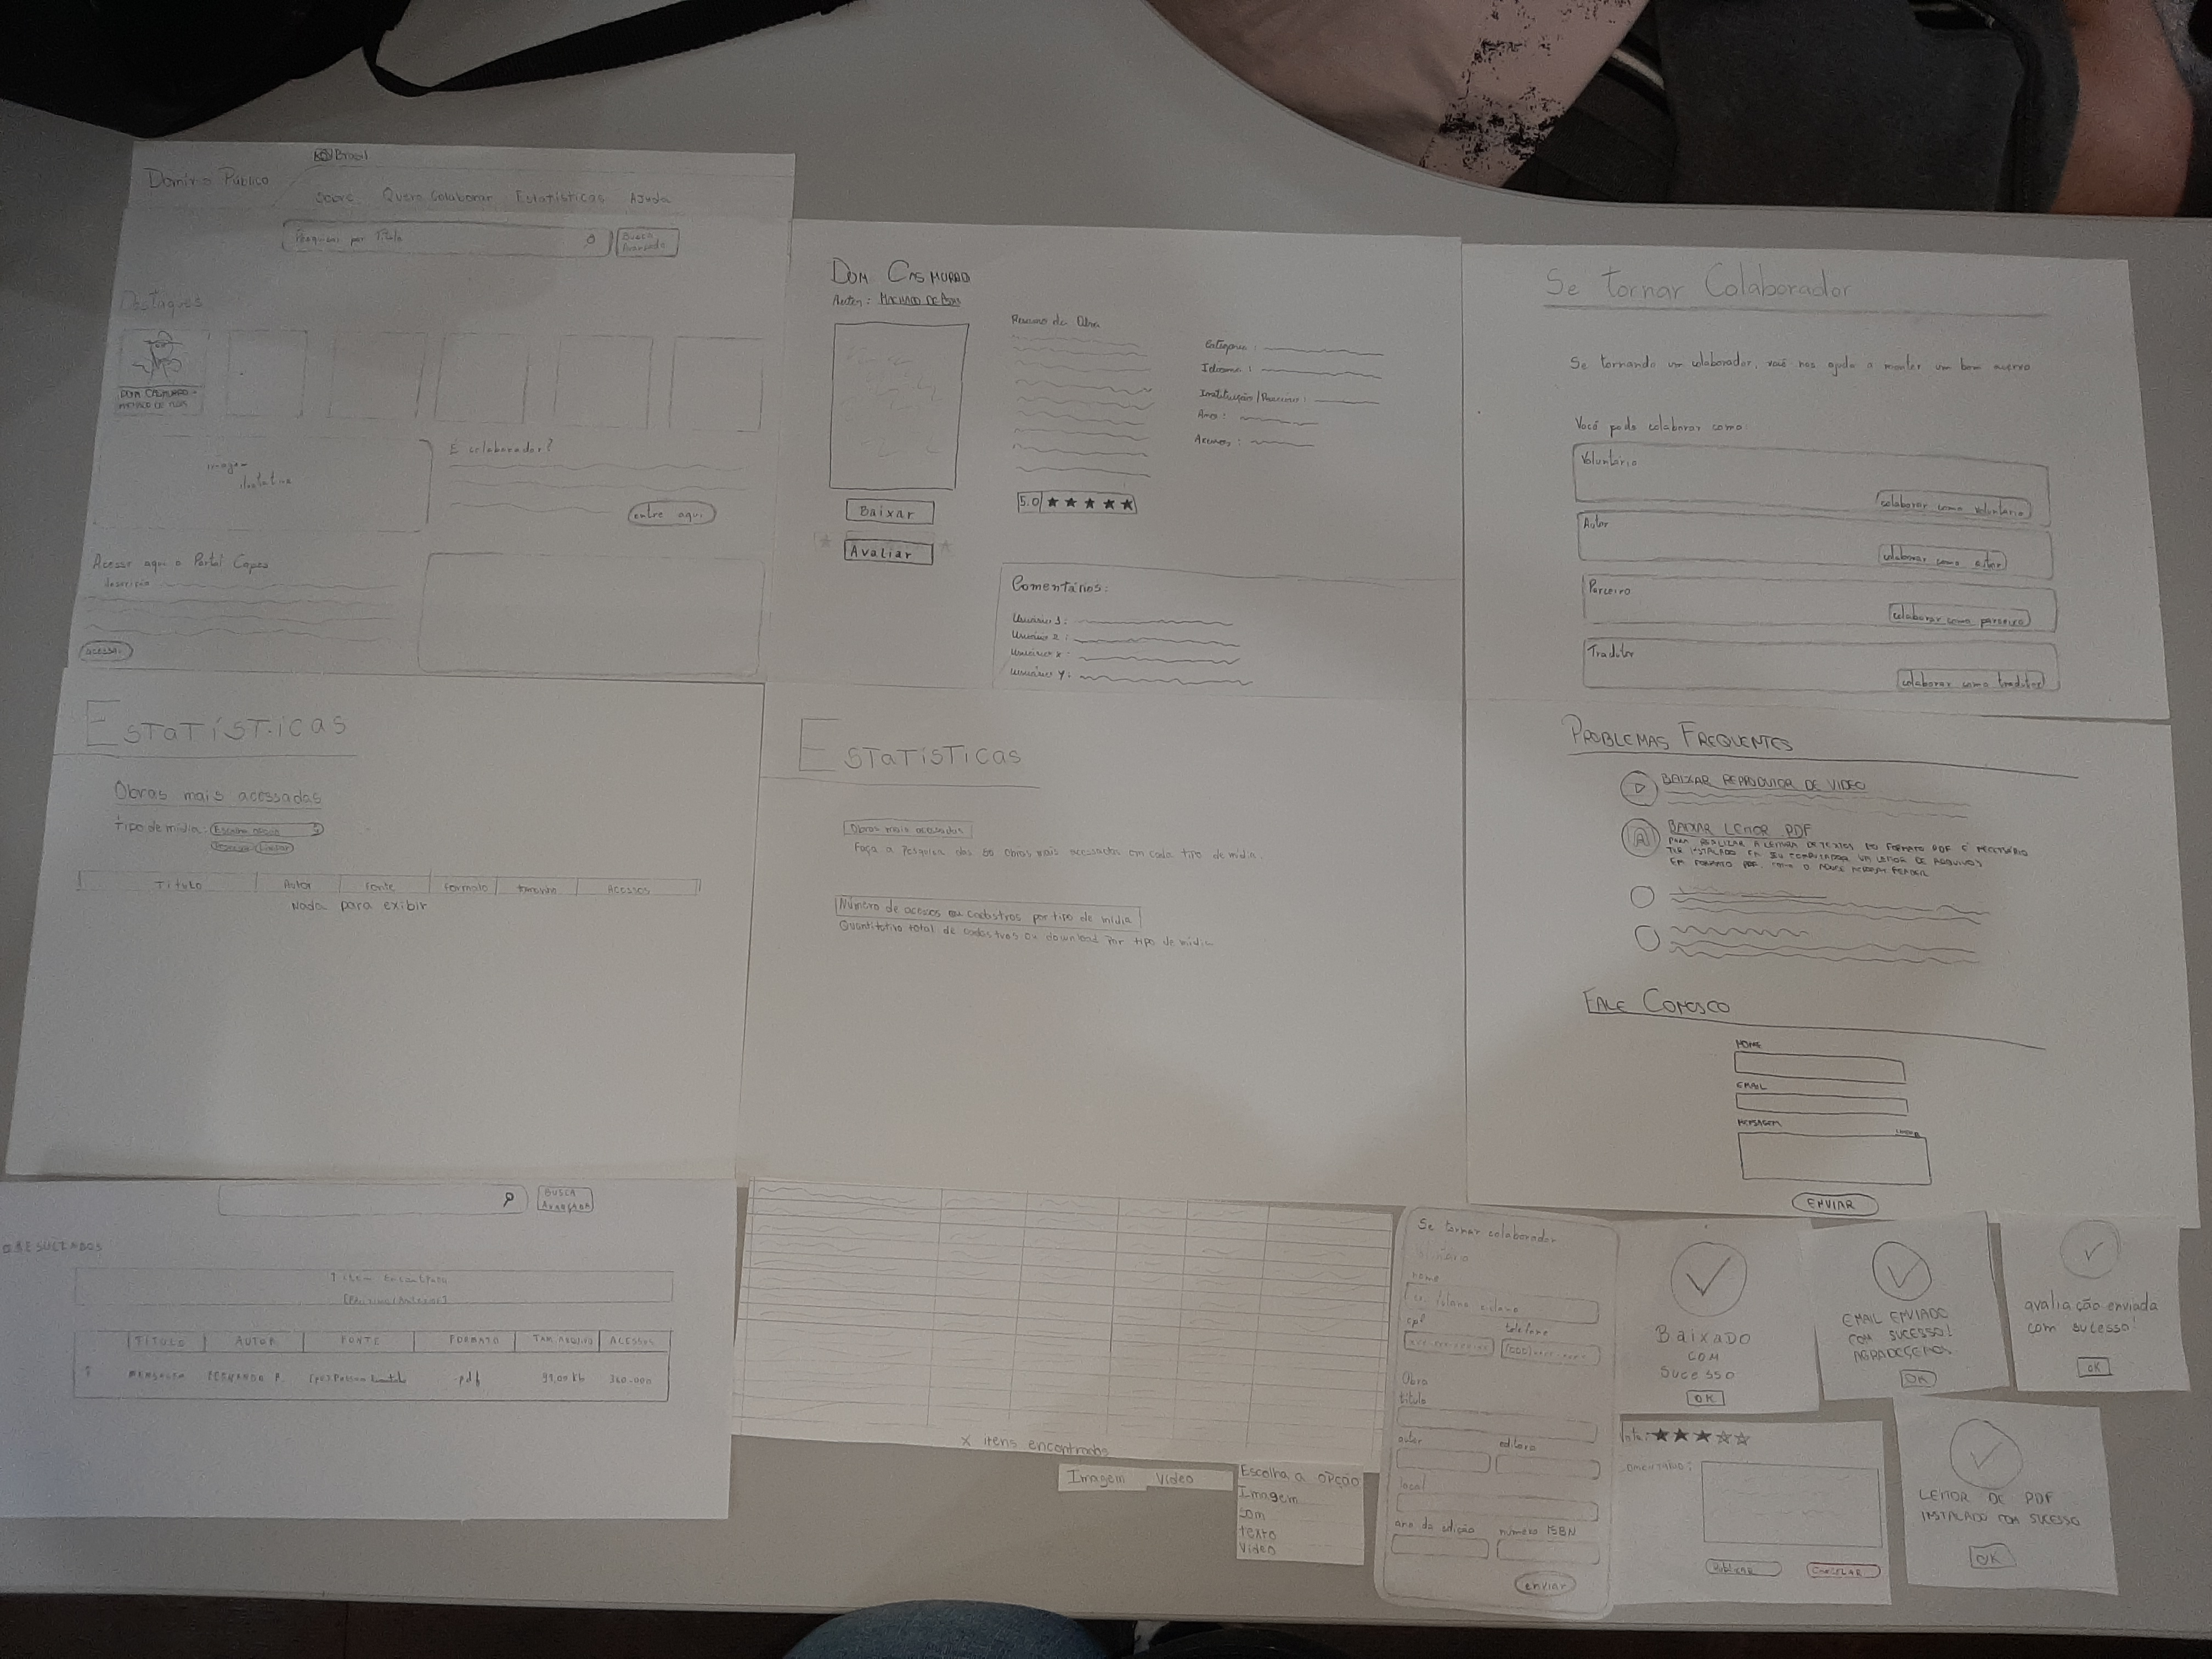 Brasil
Domínio Público
Sobre Quero Colaborar Estatísticas Ajuda
Pesquisar por Título
Busca
Avançada
Destaques
DOM CASMURRO -
MACHADO DE ASSIS
imagem
ilustrativa
É colaborador?
entre aqui
Acesse aqui o Portal Capes
descrição
acessar
DOM CASMURRO
Autor: MACHADO DE ASSIS
Resumo da Obra
Categoria:
Idioma:
Instituição/Parceiro:
Ano:
Acessos:
5.0
Baixar
Avaliar
Comentários:
Usuário 1:
Usuário 2:
Usuário x:
Usuário y:
Se tornar Colaborador
Se tornando um colaborador, você nos ajuda a manter um bom acervo
Você pode colaborar como:
Voluntário
colaborar como voluntário
Autor
colaborar como autor
Parceiro
colaborar como parceiro
Tradutor
colaborar como tradutor
Estatísticas
Obras mais acessadas
Tipo de mídia: Escolha opção
Título Autor Fonte Formato tamanho Acessos
Nada para exibir
Estatísticas
Obras mais acessadas
Faça a Pesquisa das 50 obras mais acessadas em cada tipo de mídia.
Número de acessos ou cadastros por tipo de mídia
Quantitativo total de cadastros ou download por tipo de mídia
PROBLEMAS FREQUENTES
BAIXAR REPRODUTOR DE VIDEO
BAIXAR LEITOR PDF
PARA REALIZAR A LEITURA DE TEXTOS NO FORMATO PDF É NECESSÁRIO
TER INSTALADO EM SEU COMPUTADOR UM LEITOR DE ARQUIVOS
EM FORMATO PDF, COMO O ADOBE ACROBAT READER
FALE CONOSCO
NOME
EMAIL
MENSAGEM
ENVIAR
BUSCA
AVANÇADA
RESULTADOS
1 item encontrado
[PRÓXIMO/ANTERIOR]
TÍTULO AUTOR FONTE FORMATO TAM. ARQUIVO ACESSOS
MENSAGEM FERNANDO P. .pdf
x itens encontrados
Imagem Vídeo
Escolha a opção
Imagem
Som
texto
Vídeo
Se tornar colaborador
nome
ex. fulano ciclano
cpf telefone
Obra
título
autor editora
local
ano da edição número ISBN
enviar
Baixado
com
Sucesso
OK
EMAIL ENVIADO
COM SUCESSO!
AGRADECEMOS
OK
avaliação enviada
com sucesso!
OK
Nota:
Comentário:
Publicar CANCELAR
LEITOR DE PDF
INSTALADO COM SUCESSO
OK